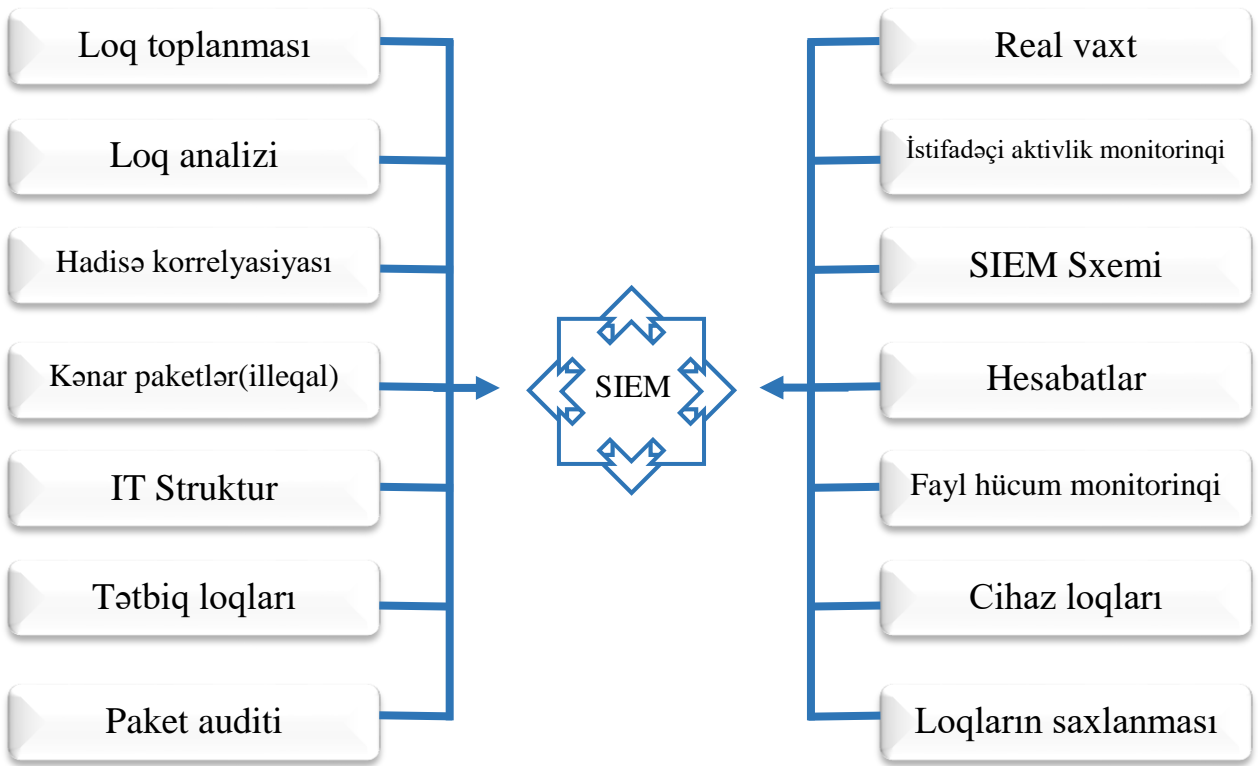 Loq toplanması
Loq analizi
Hadisə korrelyasiyası
Kənar paketlər(illeqal)
IT Struktur
Tətbiq loqları
Paket auditi
SIEM
Real vaxt
İstifadəçi aktivlik monitorinqi
SIEM Sxemi
Hesabatlar
Fayl hücum monitorinqi
Cihaz loqları
Loqların saxlanması